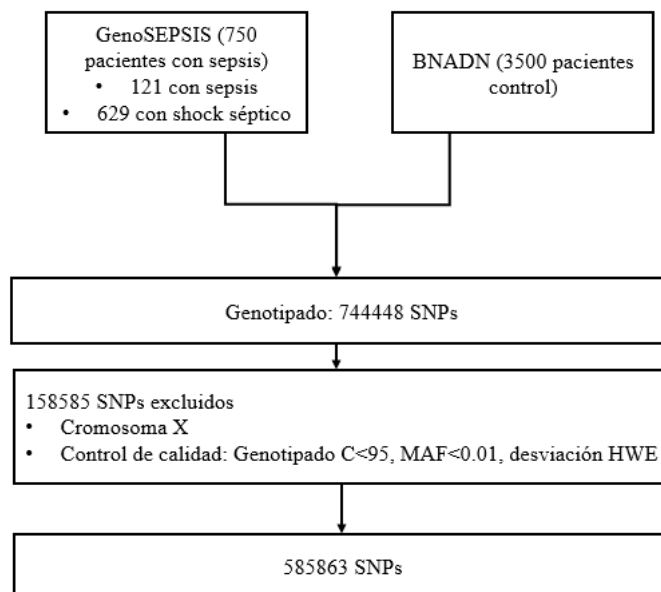 GenoSEPSIS (750
pacientes con sepsis)
• 121 con sepsis
• 629 con shock séptico
BNADN (3500 pacientes
control)
Genotipado: 744448 SNPs
158585 SNPs excluidos
• Cromosoma X
• Control de calidad: Genotipado C<95, MAF<0.01, desviación HWE
585863 SNPs